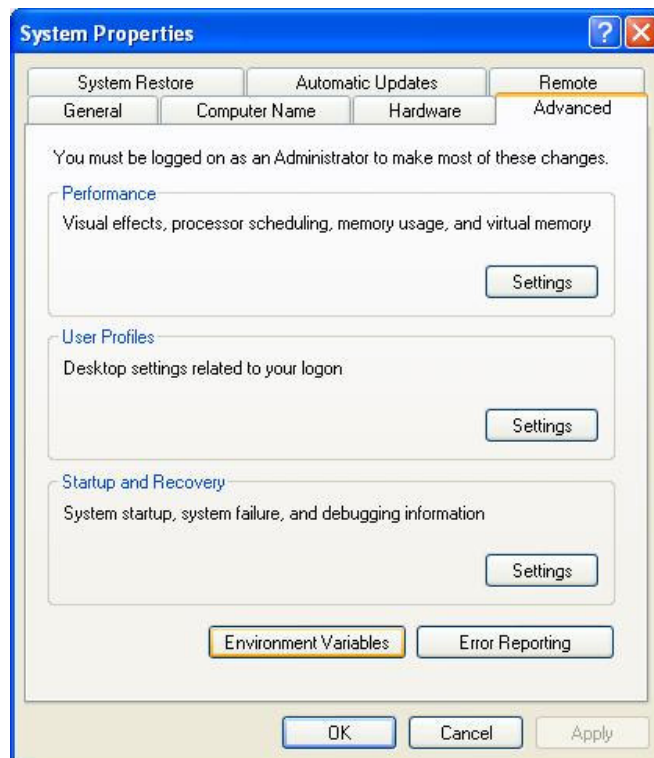 System Properties
System Restore Automatic Updates Remote
General Computer Name Hardware Advanced
You must be logged on as an Administrator to make most of these changes.
Performance
Visual effects, processor scheduling, memory usage, and virtual memory
Settings
User Profiles
Desktop settings related to your logon
Settings
Startup and Recovery
System startup, system failure, and debugging information
Settings
Environment Variables Error Reporting
OK Cancel Apply